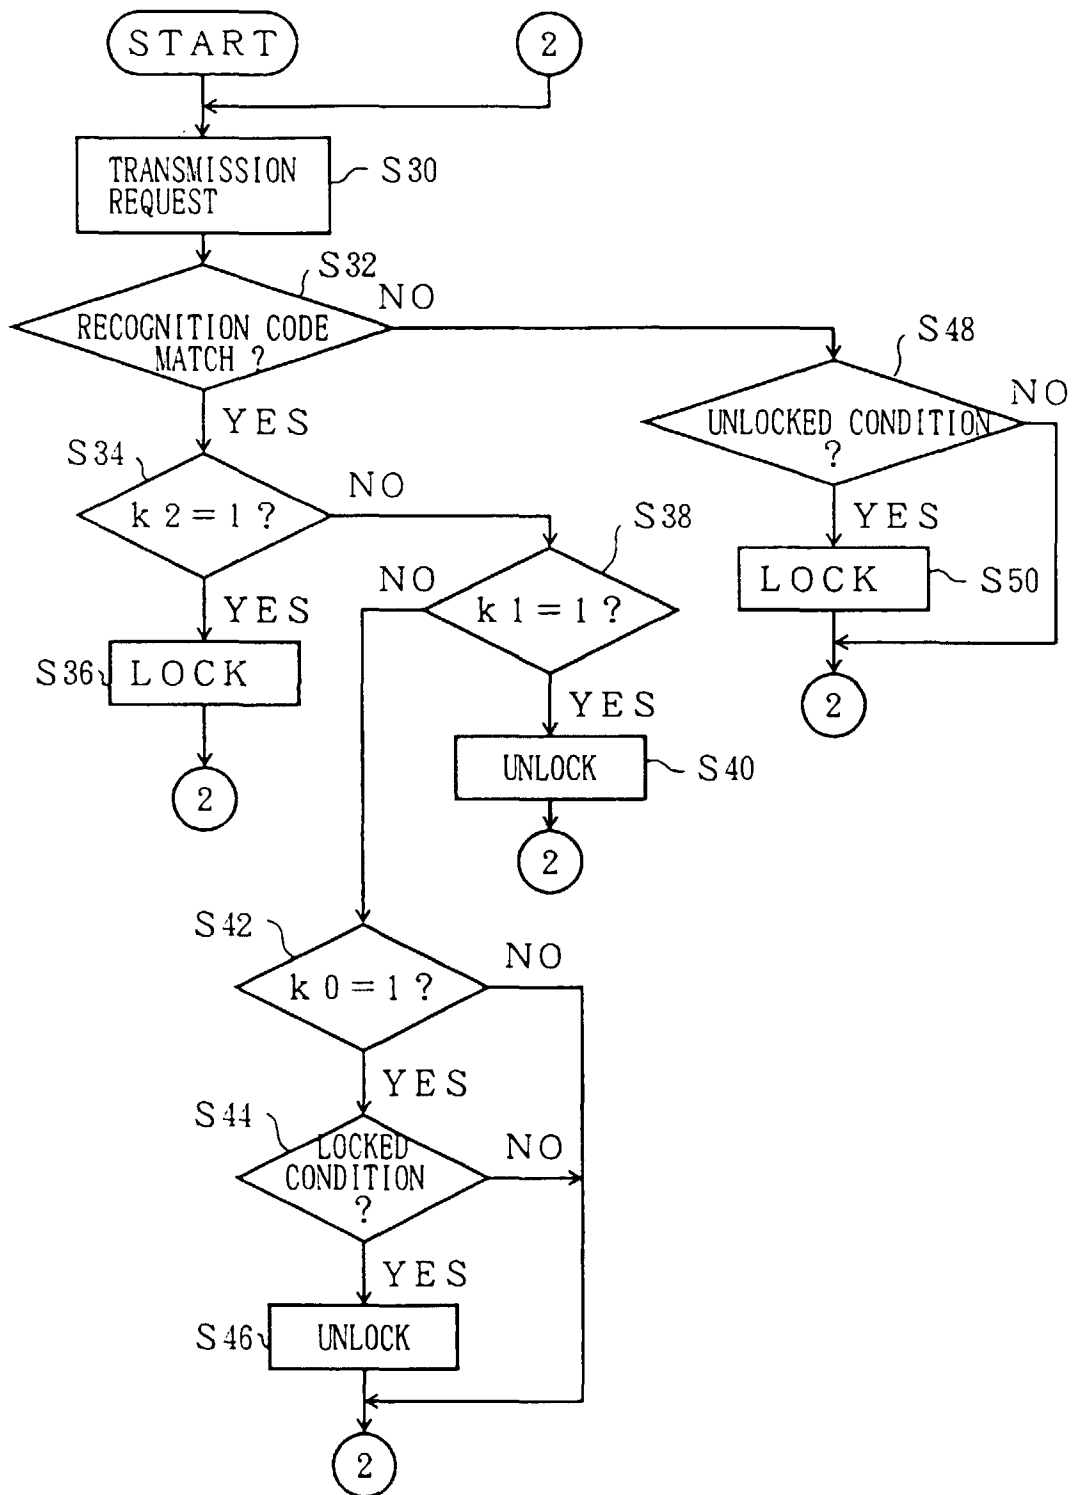 START
2
TRANSMISSION
REQUEST
S30
S32
NO
RECOGNITION CODE
MATCH ?
YES
S48
NO
UNLOCKED CONDITION
?
YES
LOCK
S50
2
S34
k2=1?
NO
YES
S36
LOCK
2
S38
NO
k1=1?
YES
UNLOCK
S40
2
S42
k0=1?
NO
YES
S44
LOCKED
CONDITION
?
NO
YES
S46
UNLOCK
2